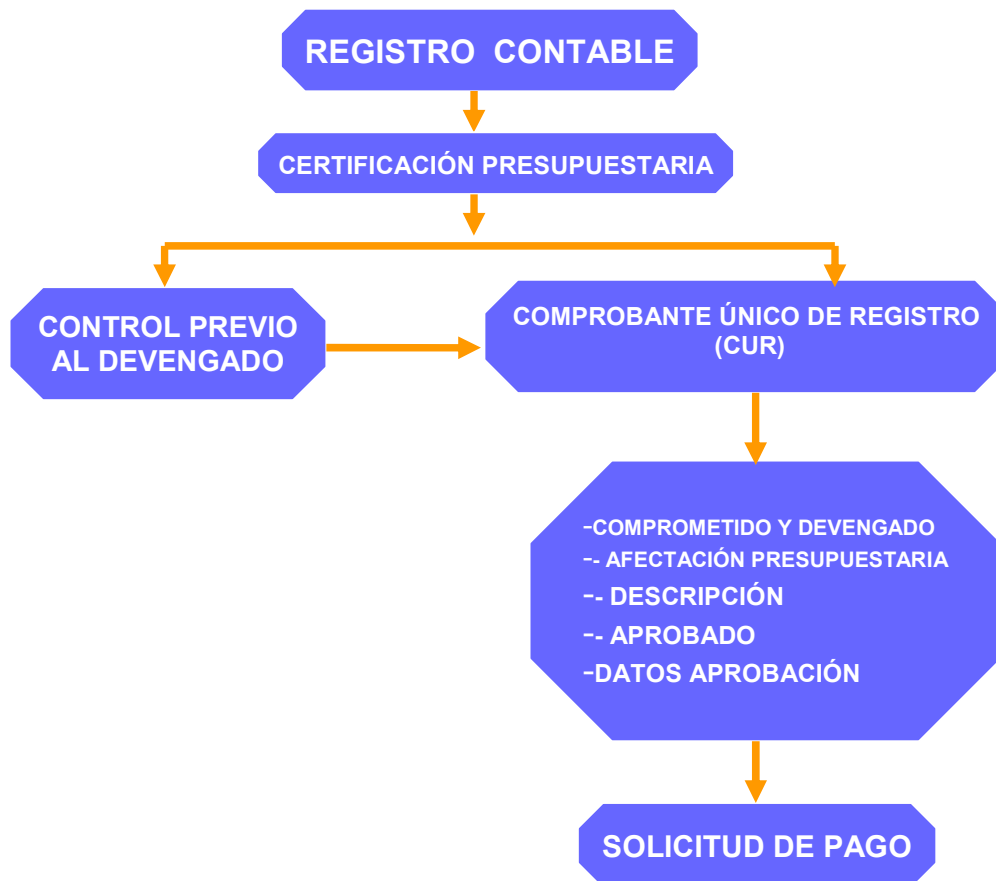 REGISTRO CONTABLE
CERTIFICACIÓN PRESUPUESTARIA
CONTROL PREVIO
AL DEVENGADO
COMPROBANTE ÚNICO DE REGISTRO
(CUR)
-COMPROMETIDO Y DEVENGADO
-- AFECTACIÓN PRESUPUESTARIA
-- DESCRIPCIÓN
-- APROBADO
-DATOS APROBACIÓN
SOLICITUD DE PAGO